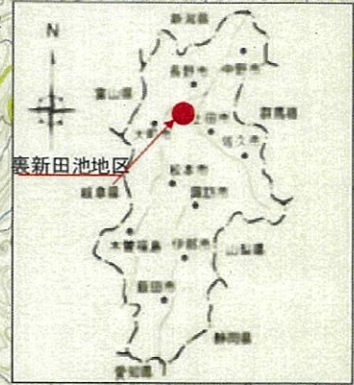 新潟県
N
長野市
中野市
富山県
群馬県
上田市
大町市
佐久市
裏新田池地区
松本市
岐阜県
諏訪市
木曽福島
伊那市
山梨県
飯田市
静岡県
愛知県